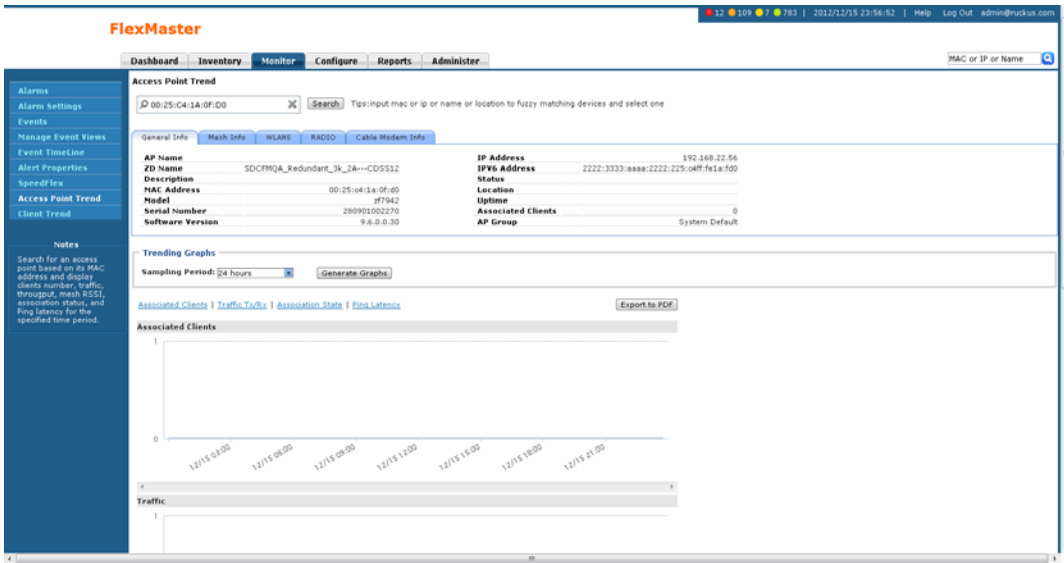 12 109 7 783 | 2012/12/15 23:56:52 | Help Log Out admin@ruckus.com
FlexMaster
Dashboard Inventory Monitor Configure Reports Administer
MAC or IP or Name
Alarms
Alarm Settings
Events
Manage Event Views
Event TimeLine
Alert Properties
SpeedFlex
Access Point Trend
Client Trend
Notes
Search for an access
point based on its MAC
address and display
clients number, traffic,
througput, mesh RSSI,
association status, and
Ping latency for the
specified time period.
Access Point Trend
00:25:C4:1A:0F:D0 Search Tips:input mac or ip or name or location to fuzzy matching devices and select one
General Info Mesh Info WLANS RADIO Cable Modem Info
AP Name IP Address 192.168.22.56
ZD Name SDCFMQA_Redundant_3k_2A---CDS512 IPV6 Address 2222:3333:aaaa:2222:225:c4ff:fe1a:fd0
Description Status
MAC Address 00:25:c4:1a:0f:d0 Location
Model zf7942 Uptime
Serial Number 280901002270 Associated Clients 0
Software Version 9.6.0.0.30 AP Group System Default
Trending Graphs
Sampling Period: 24 hours Generate Graphs
Associated Clients | Traffic Tx/Rx | Association State | Ping Latency Export to PDF
Associated Clients
1
0
12/15 03:00 12/15 06:00 12/15 09:00 12/15 12:00 12/15 15:00 12/15 18:00 12/15 21:00
Traffic
1